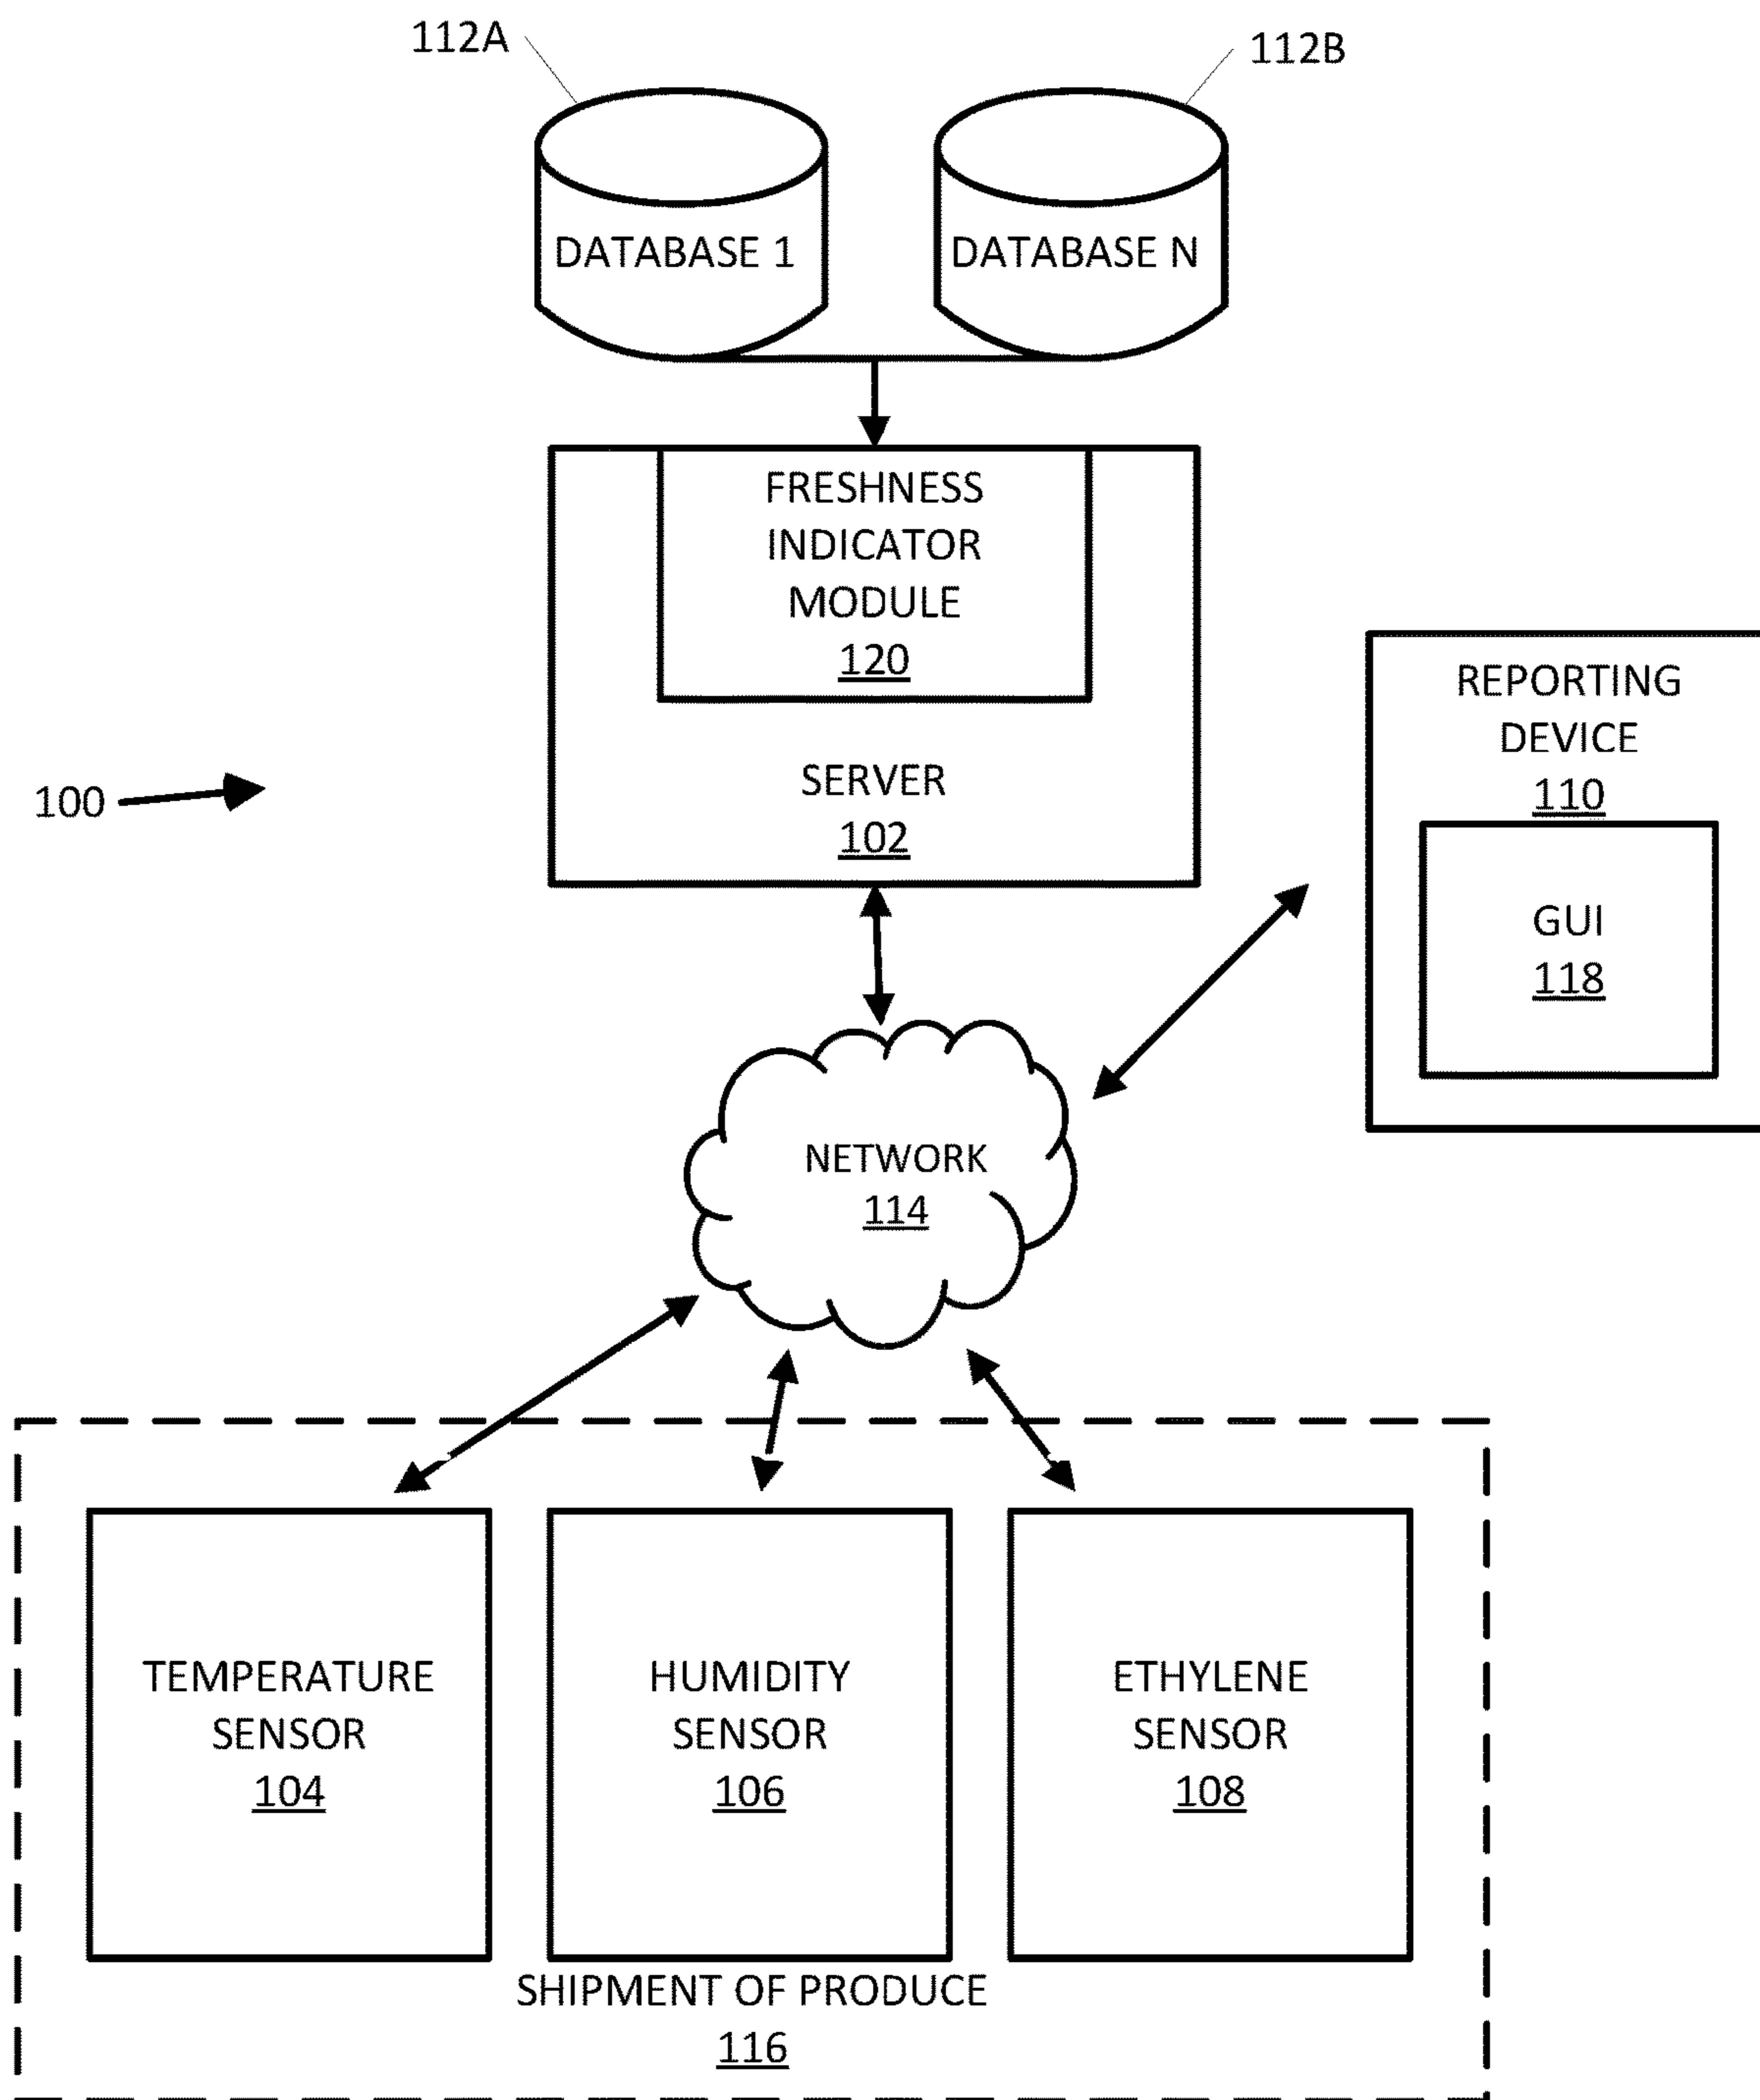 112A
112B
DATABASE 1
DATABASE N
FRESHNESS
INDICATOR
MODULE
120
SERVER
102
100
REPORTING
DEVICE
110
GUI
118
NETWORK
114
TEMPERATURE
SENSOR
104
HUMIDITY
SENSOR
106
ETHYLENE
SENSOR
108
SHIPMENT OF PRODUCE
116